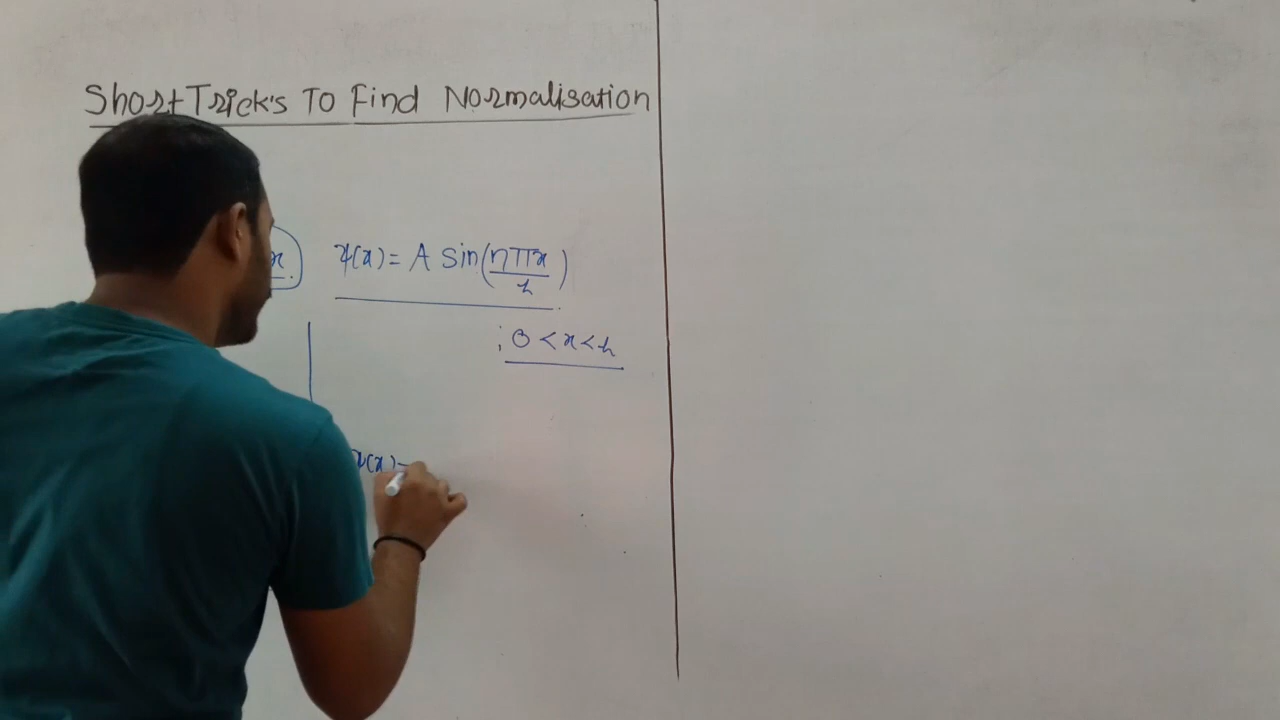 Short Trick's To Find Normalisation
x. ψ(x) = A Sin(nπx/h)
; 0 < x < h
ψ(x) =